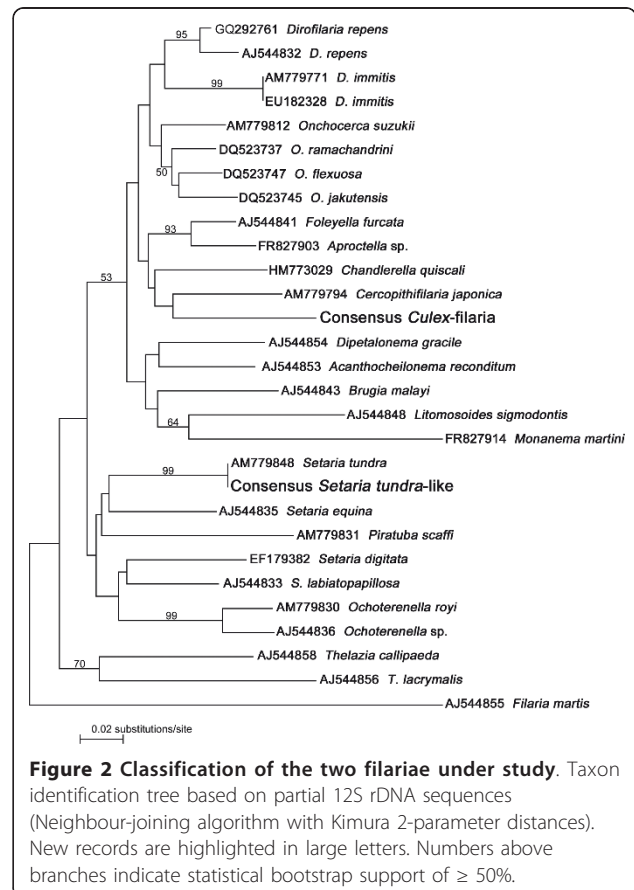 95
GQ292761 Dirofilaria repens
AJ544832 D. repens
99
AM779771 D. immitis
EU182328 D. immitis
AM779812 Onchocerca suzukii
DQ523737 O. ramachandrini
50
DQ523747 O. flexuosa
DQ523745 O. jakutensis
93
AJ544841 Foleyella furcata
FR827903 Aproctella sp.
53
HM773029 Chandlerella quiscali
AM779794 Cercopithifilaria japonica
Consensus Culex-filaria
AJ544854 Dipetalonema gracile
AJ544853 Acanthocheilonema reconditum
AJ544843 Brugia malayi
64
AJ544848 Litomosoides sigmodontis
FR827914 Monanema martini
99
AM779848 Setaria tundra
Consensus Setaria tundra-like
AJ544835 Setaria equina
AM779831 Piratuba scaffi
EF179382 Setaria digitata
AJ544833 S. labiatopapillosa
99
AM779830 Ochoterenella royi
AJ544836 Ochoterenella sp.
70
AJ544858 Thelazia callipaeda
AJ544856 T. lacrymalis
AJ544855 Filaria martis
0.02 substitutions/site
Figure 2 Classification of the two filariae under study. Taxon
identification tree based on partial 12S rDNA sequences
(Neighbour-joining algorithm with Kimura 2-parameter distances).
New records are highlighted in large letters. Numbers above
branches indicate statistical bootstrap support of ≥ 50%.